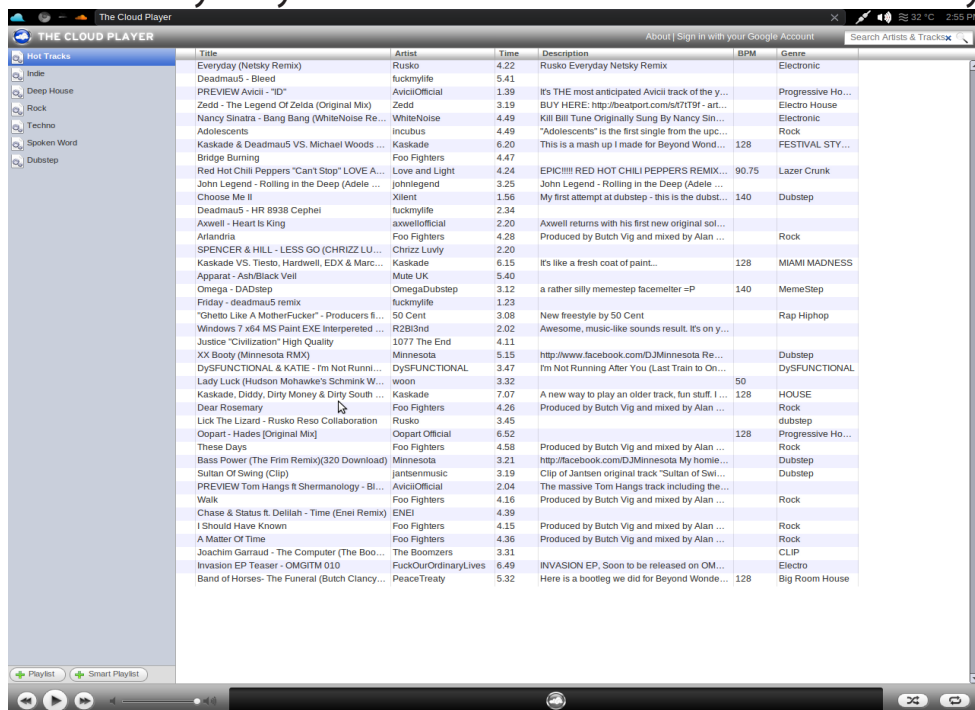 The Cloud Player
32 °C 2:55 PM
THE CLOUD PLAYER About | Sign in with your Google Account Search Artists & Tracks
Hot Tracks
Indie
Deep House
Rock
Techno
Spoken Word
Dubstep
Title Artist Time Description BPM Genre
Everyday (Netsky Remix) Rusko 4.22 Rusko Everyday Netsky Remix Electronic
Deadmau5 - Bleed fuckmylife 5.41
PREVIEW Avicii - "ID" AviciiOfficial 1.39 It's THE most anticipated Avicii track of the y... Progressive Ho...
Zedd - The Legend Of Zelda (Original Mix) Zedd 3.19 BUY HERE: http://beatport.com/s/t7tT9f - art... Electro House
Nancy Sinatra - Bang Bang (WhiteNoise Re... WhiteNoise 4.49 Kill Bill Tune Originally Sung By Nancy Sin... Electronic
Adolescents incubus 4.49 "Adolescents" is the first single from the upc... Rock
Kaskade & Deadmau5 VS. Michael Woods ... Kaskade 6.20 This is a mash up I made for Beyond Wond... 128 FESTIVAL STY...
Bridge Burning Foo Fighters 4.47
Red Hot Chili Peppers "Can't Stop" LOVE A... Love and Light 4.24 EPIC!!!!! RED HOT CHILI PEPPERS REMIX... 90.75 Lazer Crunk
John Legend - Rolling in the Deep (Adele ... johnlegend 3.25 John Legend - Rolling in the Deep (Adele ...
Choose Me II Xilent 1.56 My first attempt at dubstep - this is the dubst... 140 Dubstep
Deadmau5 - HR 8938 Cephei fuckmylife 2.34
Axwell - Heart Is King axwellofficial 2.20 Axwell returns with his first new original sol...
Arlandria Foo Fighters 4.28 Produced by Butch Vig and mixed by Alan ... Rock
SPENCER & HILL - LESS GO (CHRIZZ LU... Chrizz Luvly 2.20
Kaskade VS. Tiesto, Hardwell, EDX & Marc... Kaskade 6.15 It's like a fresh coat of paint... 128 MIAMI MADNESS
Apparat - Ash/Black Veil Mute UK 5.40
Omega - DADstep OmegaDubstep 3.12 a rather silly memestep facemelter =P 140 MemeStep
Friday - deadmau5 remix fuckmylife 1.23
"Ghetto Like A MotherFucker" - Producers fi... 50 Cent 3.08 New freestyle by 50 Cent Rap Hiphop
Windows 7 x64 MS Paint EXE Interpereted ... R2Bl3nd 2.02 Awesome, music-like sounds result. It's on y...
Justice "Civilization" High Quality 1077 The End 4.11
XX Booty (Minnesota RMX) Minnesota 5.15 http://www.facebook.com/DJMinnesota Re... Dubstep
DySFUNCTIONAL & KATIE - I'm Not Runni... DySFUNCTIONAL 3.47 I'm Not Running After You (Last Train to On... DySFUNCTIONAL
Lady Luck (Hudson Mohawke's Schmink W... woon 3.32 50
Kaskade, Diddy, Dirty Money & Dirty South ... Kaskade 7.07 A new way to play an older track, fun stuff. I ... 128 HOUSE
Dear Rosemary Foo Fighters 4.26 Produced by Butch Vig and mixed by Alan ... Rock
Lick The Lizard - Rusko Reso Collaboration Rusko 3.45 dubstep
Oopart - Hades [Original Mix] Oopart Official 6.52 128 Progressive Ho...
These Days Foo Fighters 4.58 Produced by Butch Vig and mixed by Alan ... Rock
Bass Power (The Frim Remix)(320 Download) Minnesota 3.21 http://facebook.com/DJMinnesota My homie... Dubstep
Sultan Of Swing (Clip) jantsenmusic 3.19 Clip of Jantsen original track "Sultan of Swi... Dubstep
PREVIEW Tom Hangs ft Shermanology - Bl... AviciiOfficial 2.04 The massive Tom Hangs track including the...
Walk Foo Fighters 4.16 Produced by Butch Vig and mixed by Alan ... Rock
Chase & Status ft. Delilah - Time (Enei Remix) ENEI 4.39
I Should Have Known Foo Fighters 4.15 Produced by Butch Vig and mixed by Alan ... Rock
A Matter Of Time Foo Fighters 4.36 Produced by Butch Vig and mixed by Alan ... Rock
Joachim Garraud - The Computer (The Boo... The Boomzers 3.31 CLIP
Invasion EP Teaser - OMGITM 010 FuckOurOrdinaryLives 6.49 INVASION EP, Soon to be released on OM... Electro
Band of Horses- The Funeral (Butch Clancy... PeaceTreaty 5.32 Here is a bootleg we did for Beyond Wonde... 128 Big Room House
Playlist Smart Playlist